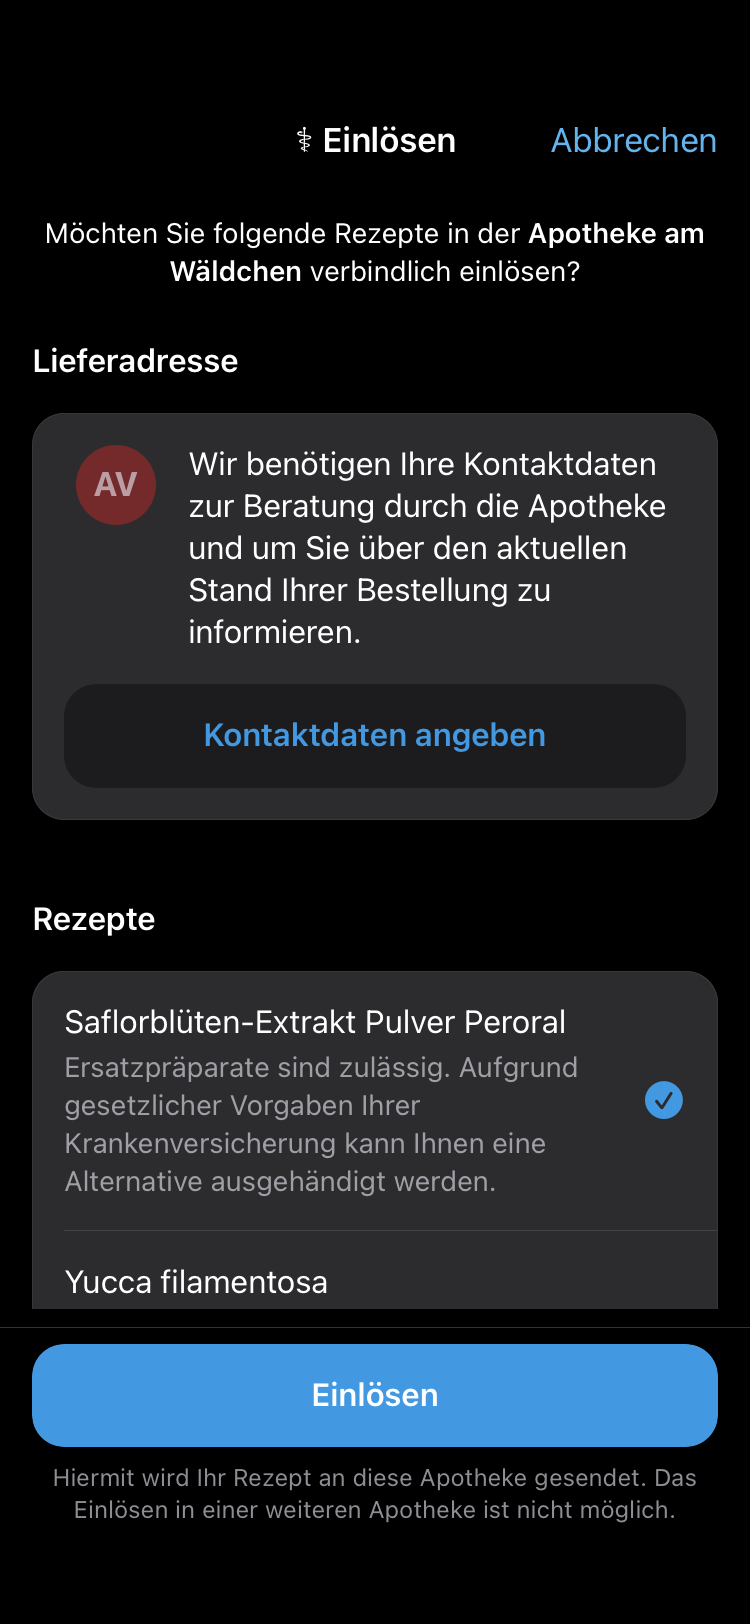 ⚕ Einlösen
Abbrechen
Möchten Sie folgende Rezepte in der Apotheke am
Wäldchen verbindlich einlösen?
Lieferadresse
AV
Wir benötigen Ihre Kontaktdaten
zur Beratung durch die Apotheke
und um Sie über den aktuellen
Stand Ihrer Bestellung zu
informieren.
Kontaktdaten angeben
Rezepte
Saflorblüten-Extrakt Pulver Peroral
Ersatzpräparate sind zulässig. Aufgrund
gesetzlicher Vorgaben Ihrer
Krankenversicherung kann Ihnen eine
Alternative ausgehändigt werden.
Yucca filamentosa
Einlösen
Hiermit wird Ihr Rezept an diese Apotheke gesendet. Das
Einlösen in einer weiteren Apotheke ist nicht möglich.